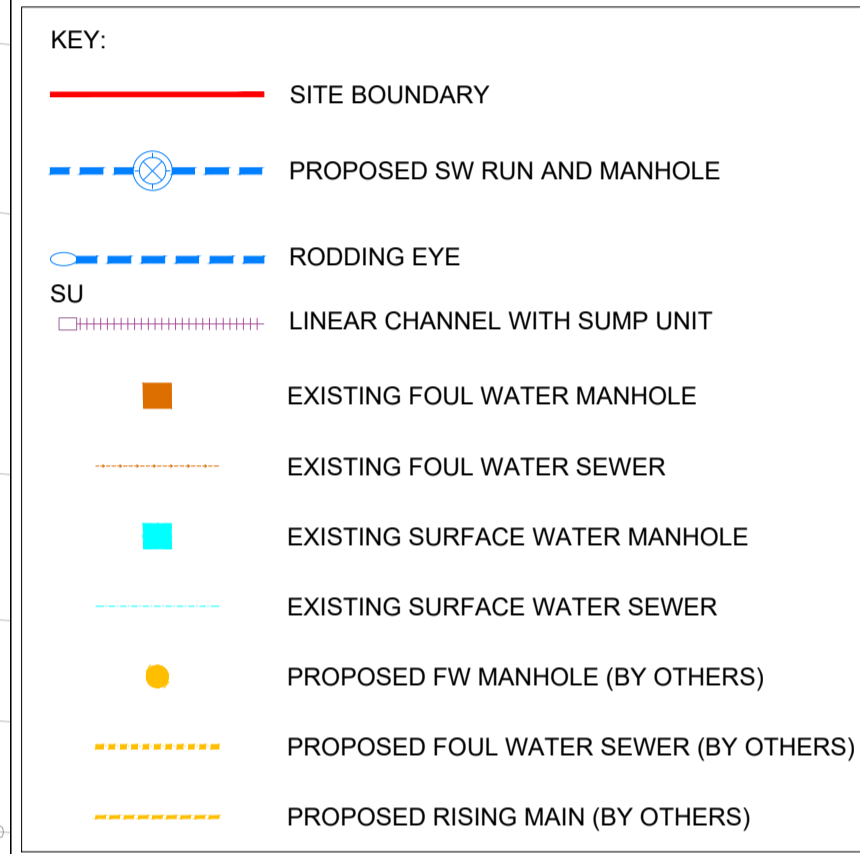 KEY:
SITE BOUNDARY
PROPOSED SW RUN AND MANHOLE
RODDING EYE
SU
LINEAR CHANNEL WITH SUMP UNIT
EXISTING FOUL WATER MANHOLE
EXISTING FOUL WATER SEWER
EXISTING SURFACE WATER MANHOLE
EXISTING SURFACE WATER SEWER
PROPOSED FW MANHOLE (BY OTHERS)
PROPOSED FOUL WATER SEWER (BY OTHERS)
PROPOSED RISING MAIN (BY OTHERS)